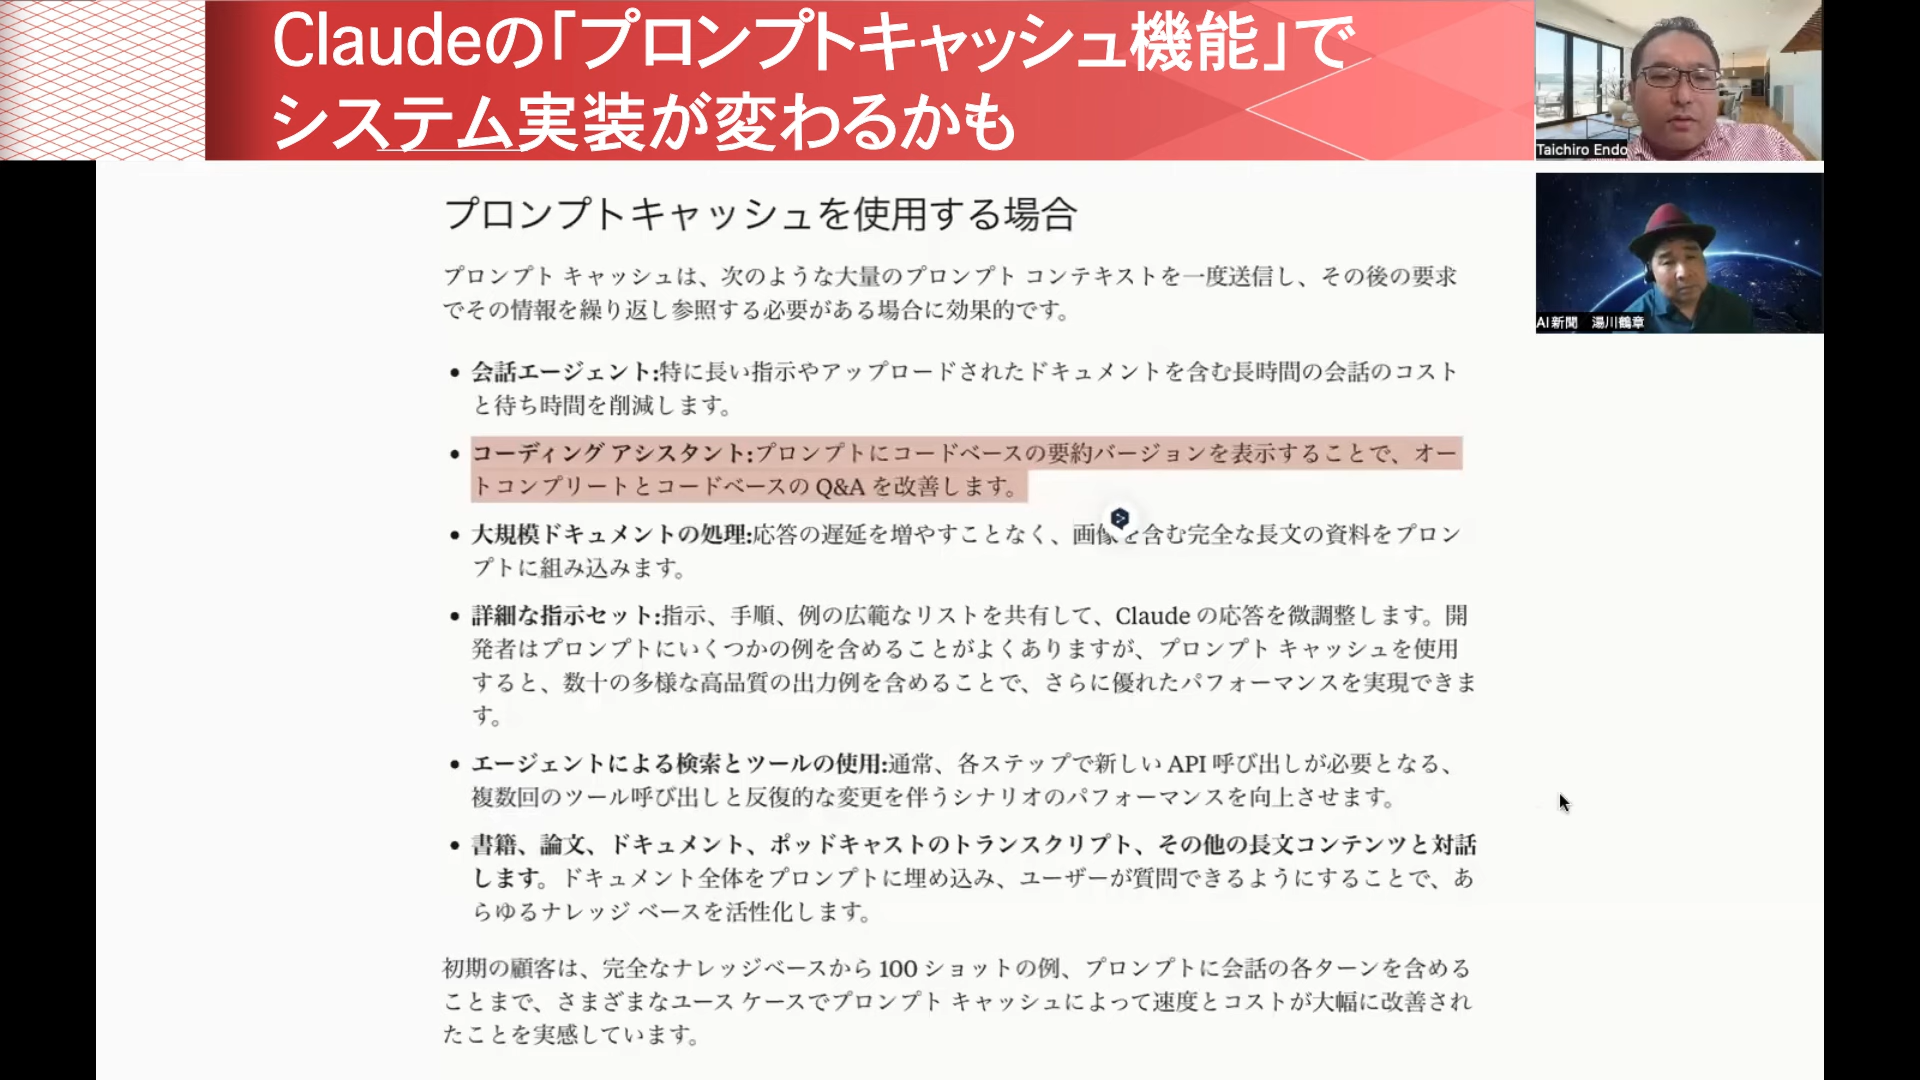 Claudeの「プロンプトキャッシュ機能」で
システム実装が変わるかも
Taichiro Endo
AI新聞　湯川鶴章
プロンプトキャッシュを使用する場合
プロンプト キャッシュは、次のような大量のプロンプト コンテキストを一度送信し、その後の要求
でその情報を繰り返し参照する必要がある場合に効果的です。
• 会話エージェント:特に長い指示やアップロードされたドキュメントを含む長時間の会話のコスト
と待ち時間を削減します。
• コーディング アシスタント:プロンプトにコードベースの要約バージョンを表示することで、オー
トコンプリートとコードベースの Q&A を改善します。
• 大規模ドキュメントの処理:応答の遅延を増やすことなく、画像を含む完全な長文の資料をプロン
プトに組み込みます。
• 詳細な指示セット:指示、手順、例の広範なリストを共有して、Claude の応答を微調整します。開
発者はプロンプトにいくつかの例を含めることがよくありますが、プロンプト キャッシュを使用
すると、数十の多様な高品質の出力例を含めることで、さらに優れたパフォーマンスを実現できま
す。
• エージェントによる検索とツールの使用:通常、各ステップで新しい API 呼び出しが必要となる、
複数回のツール呼び出しと反復的な変更を伴うシナリオのパフォーマンスを向上させます。
• 書籍、論文、ドキュメント、ポッドキャストのトランスクリプト、その他の長文コンテンツと対話
します。ドキュメント全体をプロンプトに埋め込み、ユーザーが質問できるようにすることで、あ
らゆるナレッジ ベースを活性化します。
初期の顧客は、完全なナレッジベースから 100 ショットの例、プロンプトに会話の各ターンを含める
ことまで、さまざまなユース ケースでプロンプト キャッシュによって速度とコストが大幅に改善され
たことを実感しています。